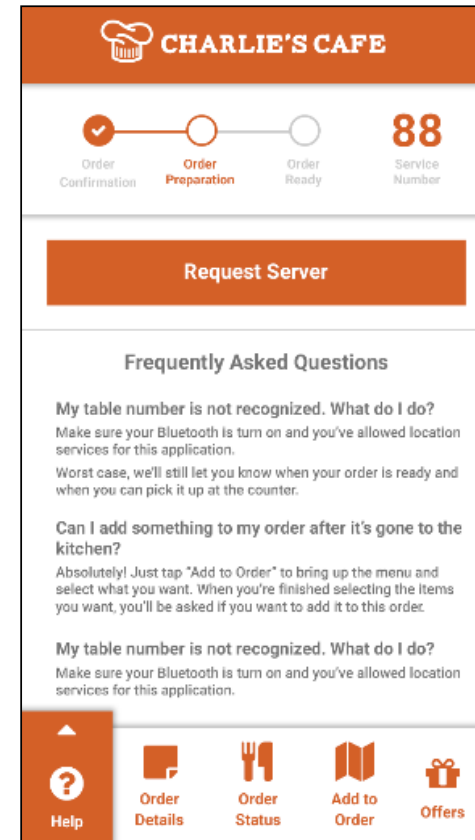 CHARLIE'S CAFE
Order
Confirmation
Order
Preparation
Order
Ready
88
Service
Number
Request Server
Frequently Asked Questions
My table number is not recognized. What do I do?
Make sure your Bluetooth is turn on and you've allowed location
services for this application.
Worst case, we'll still let you know when your order is ready and
when you can pick it up at the counter.
Can I add something to my order after it's gone to the
kitchen?
Absolutely! Just tap "Add to Order" to bring up the menu and
select what you want. When you're finished selecting the items
you want, you'll be asked if you want to add it to this order.
My table number is not recognized. What do I do?
Make sure your Bluetooth is turn on and you've allowed location
services for this application.
?
Help
Order
Details
Order
Status
Add to
Order
Offers